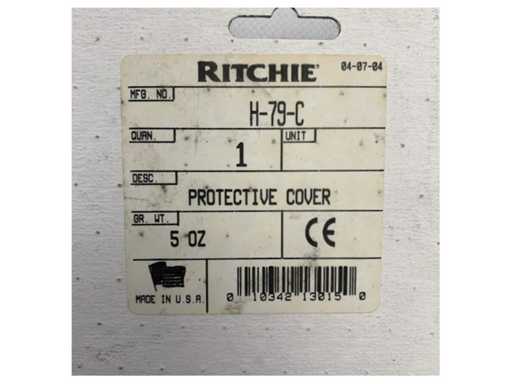 RITCHIE® 04-07-04
MFG. NO.
H-79-C
QUAN. UNIT
1
DESC.
PROTECTIVE COVER
GR. WT.
5 OZ CE
MADE IN U.S.A.
0 10342 13015 0